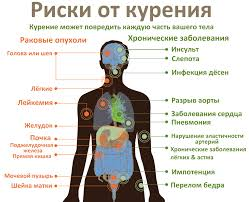 Риски от курения
Курение может повредить каждую часть вашего тела
Раковые опухоли
Голова или шея
Лёгкие
Лейкемия
Желудок
Почка
Поджелудочная
железа
Прямая кишка
Мочевой пузырь
Шейка матки
Хронические заболевания
Инсульт
Слепота
Инфекция дёсен
Разрыв аорты
Заболевания сердца
Пневмония
Нарушение эластичности
артерий
Хронические заболевания
лёгких & астма
Импотенция
Перелом бедра